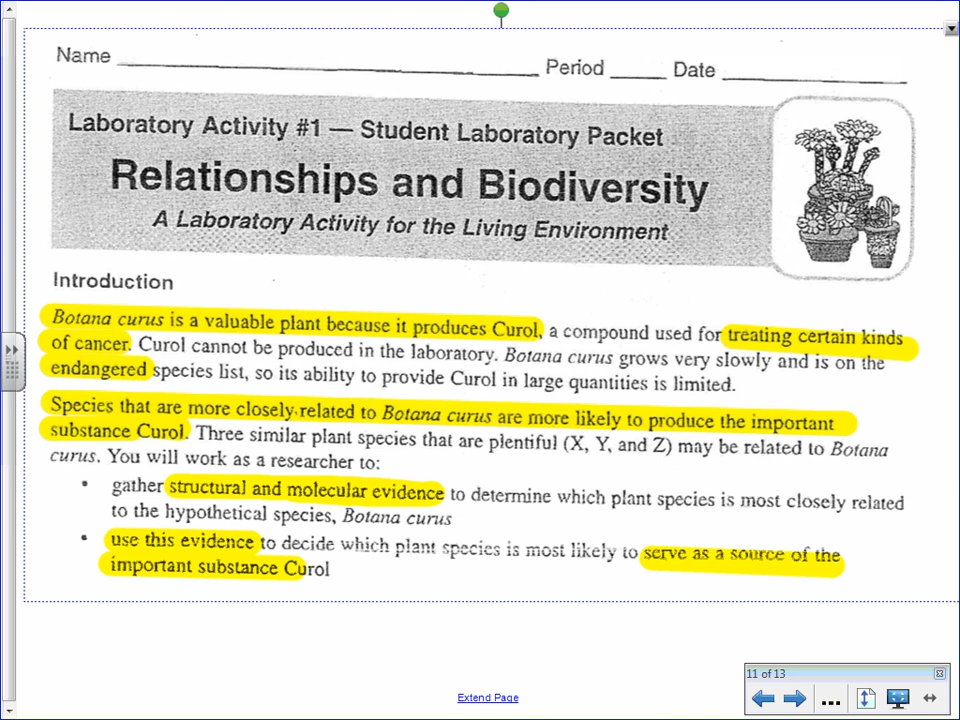 Name ____ Period ____ Date ____
Laboratory Activity #1 — Student Laboratory Packet
Relationships and Biodiversity
A Laboratory Activity for the Living Environment
Introduction
Botana curus is a valuable plant because it produces Curol, a compound used for treating certain kinds
of cancer. Curol cannot be produced in the laboratory. Botana curus grows very slowly and is on the
endangered species list, so its ability to provide Curol in large quantities is limited.
Species that are more closely related to Botana curus are more likely to produce the important
substance Curol. Three similar plant species that are plentiful (X, Y, and Z) may be related to Botana
curus. You will work as a researcher to:
• gather structural and molecular evidence to determine which plant species is most closely related
to the hypothetical species, Botana curus
• use this evidence to decide which plant species is most likely to serve as a source of the
important substance Curol
11 of 13
...
Extend Page